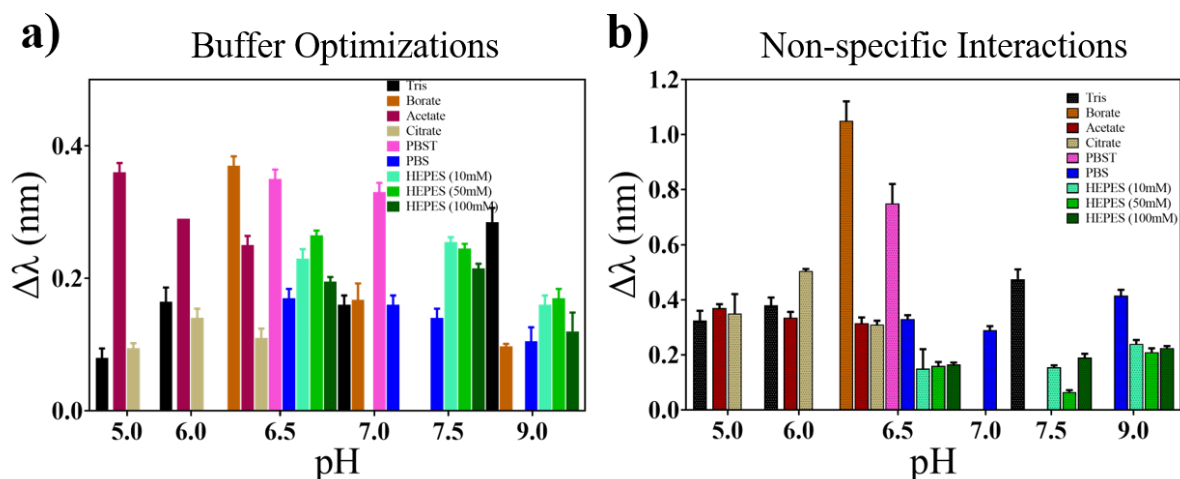 a)
Buffer Optimizations
Δλ (nm)
0.4
0.2
0.0
Tris
Borate
Acetate
Citrate
PBST
PBS
HEPES (10mM)
HEPES (50mM)
HEPES (100mM)
5.0 6.0 6.5 7.0 7.5 9.0
pH
b)
Non-specific Interactions
Δλ (nm)
1.2
1.0
0.8
0.6
0.4
0.2
0.0
Tris
Borate
Acetate
Citrate
PBST
PBS
HEPES (10mM)
HEPES (50mM)
HEPES (100mM)
5.0 6.0 6.5 7.0 7.5 9.0
pH